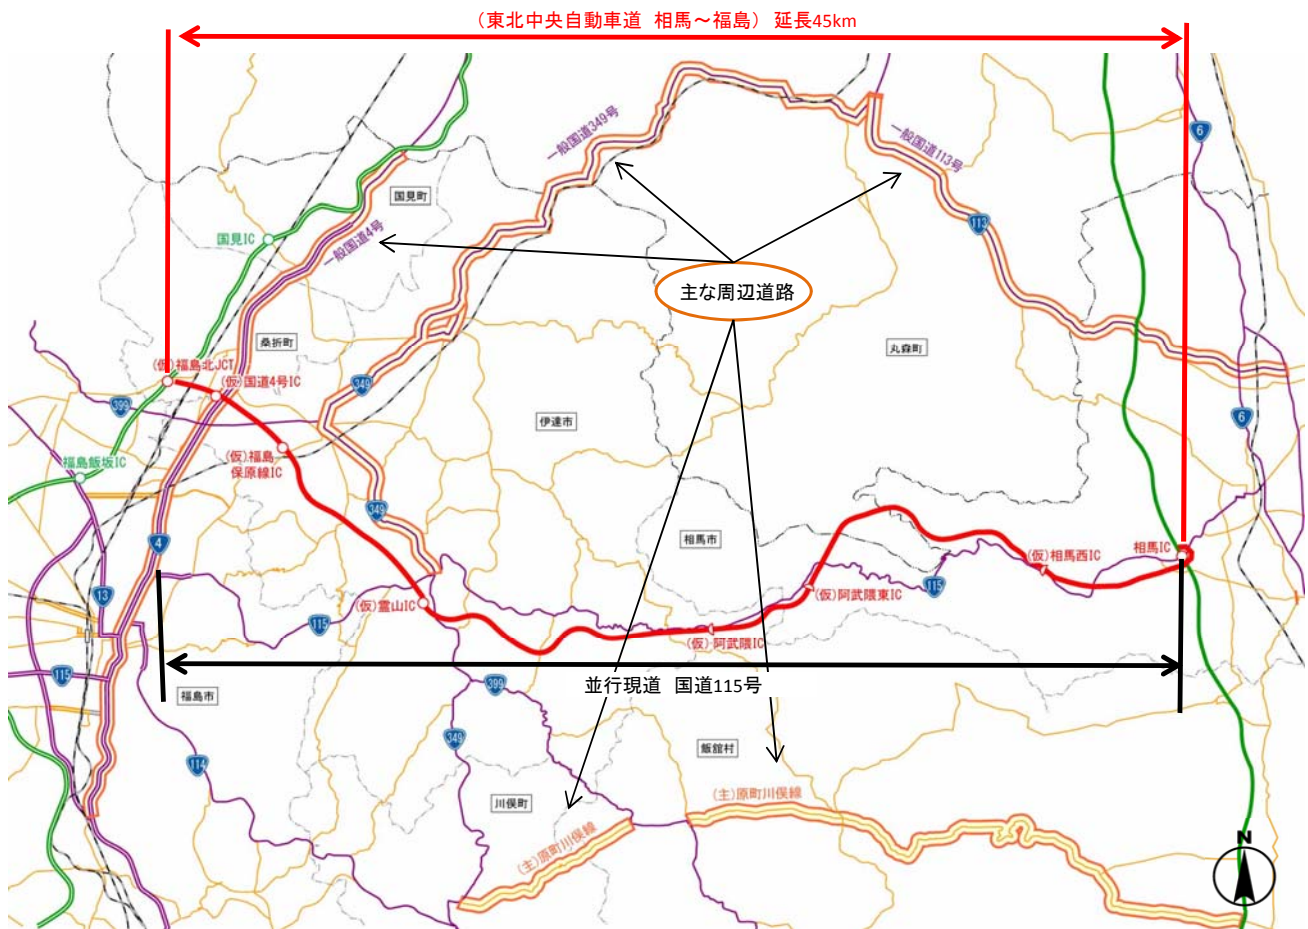 (東北中央自動車道 相馬～福島) 延長45km
6
一般国道349号
一般国道113号
国見町
国見IC
一般国道4号
113
主な周辺道路
桑折町
丸森町
(仮)福島北JCT
(仮)国道4号IC
349
399
6
伊達市
福島飯坂IC
(仮)福島
保原線IC
349
4
相馬市
相馬IC
(仮)相馬西IC
13
115
(仮)阿武隈東IC
(仮)霊山IC
115
(仮)阿武隈IC
115
福島市
399
並行現道 国道115号
349
飯舘村
114
川俣町
(主)原町川俣線
(主)原町川俣線
N